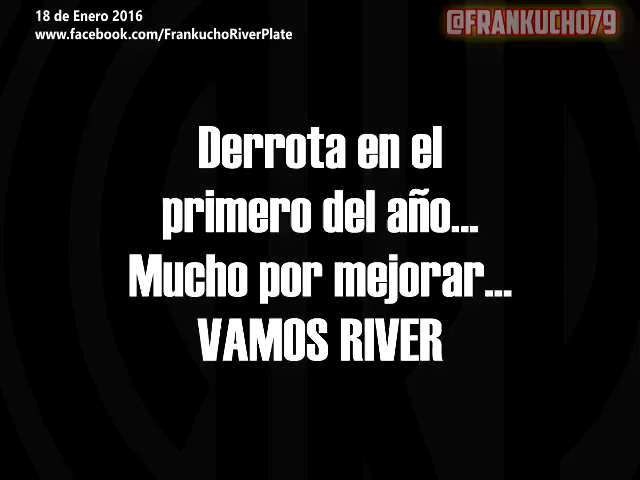 18 de Enero 2016
www.facebook.com/FrankuchoRiverPlate
@FRANKUCHO79
Derrota en el
primero del año...
Mucho por mejorar...
VAMOS RIVER